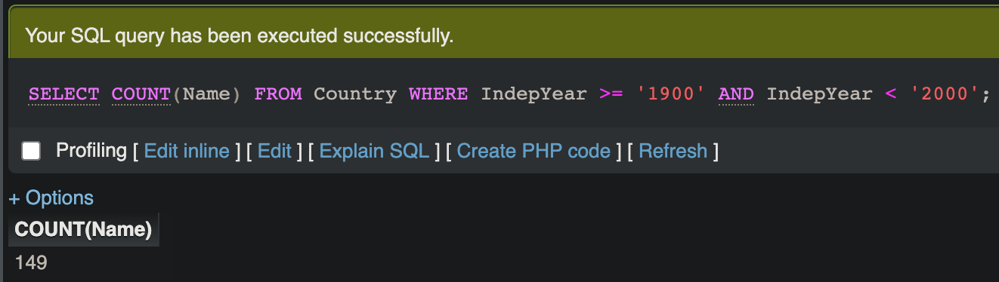 Your SQL query has been executed successfully.
SELECT COUNT(Name) FROM Country WHERE IndepYear >= '1900' AND IndepYear < '2000';
Profiling [ Edit inline ] [ Edit ] [ Explain SQL ] [ Create PHP code ] [ Refresh ]
+ Options
COUNT(Name)
149